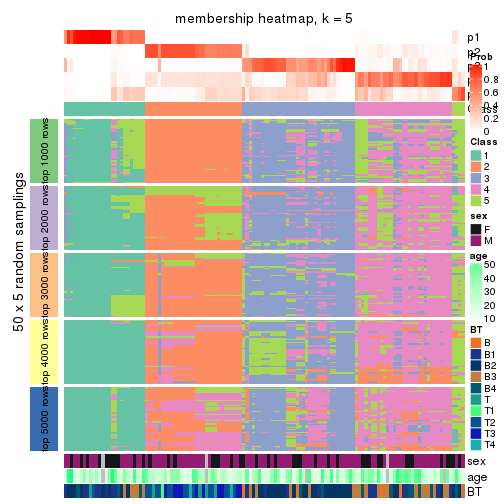 membership heatmap, k = 5
p1
p2
Prob
1
0.8
0.6
0.4
0.2
0
Class
1
2
3
4
5
sex
F
M
age
50
40
30
20
10
BT
B
B1
B2
B3
B4
T
T1
T2
T3
T4
50 x 5 random samplings
top 1000 rows
top 2000 rows
top 3000 rows
top 4000 rows
top 5000 rows
sex
age
BT